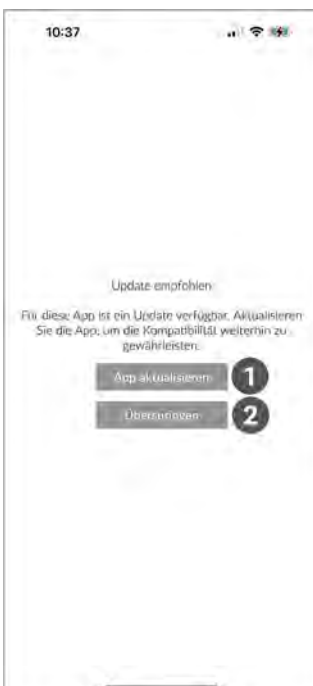 10:37
Update empfohlen
Für diese App ist ein Update verfügbar. Aktualisieren
Sie die App, um die Kompatibilität weiterhin zu
gewährleisten.
App aktualisieren 1
Überspringen 2